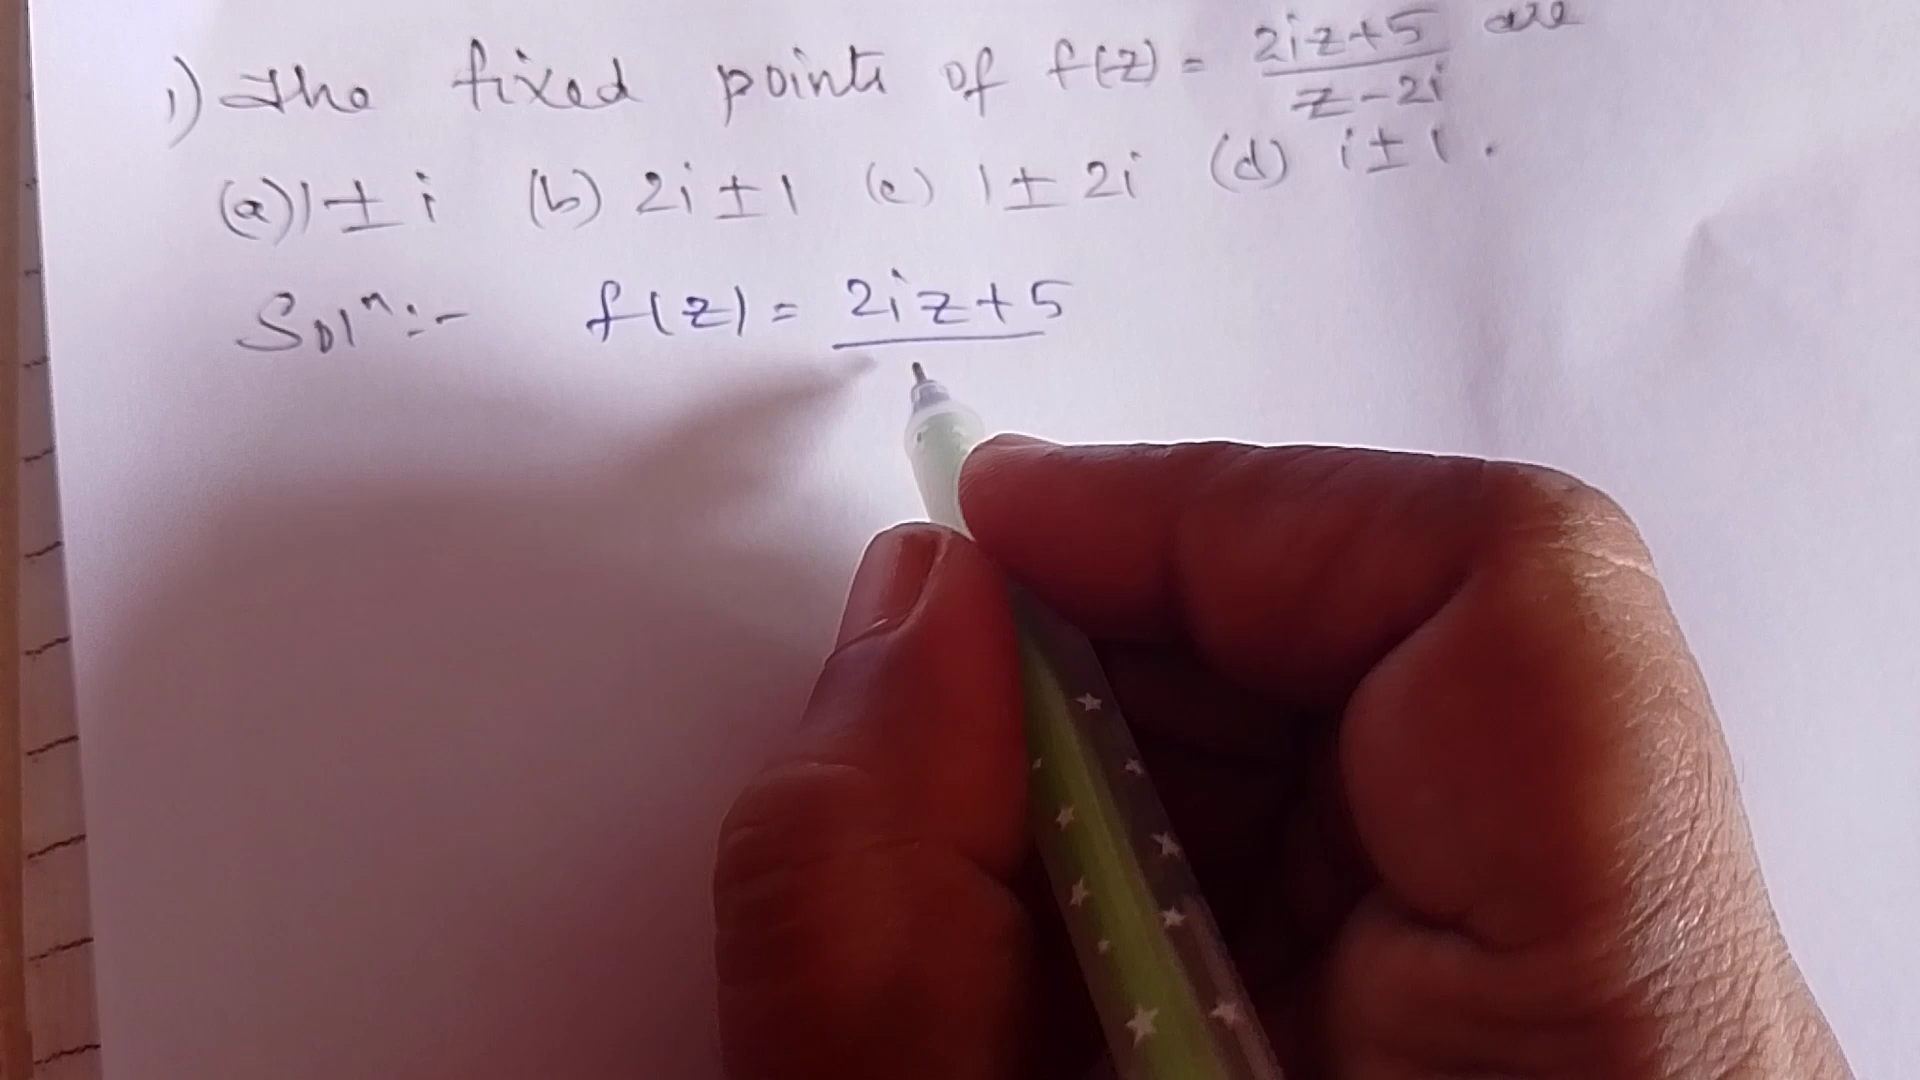 1) The fixed points of f(z) = (2iz+5)/(z-2i) are
(a) 1 ± i (b) 2i ± 1 (c) 1 ± 2i (d) i ± 1.
Solⁿ:- f(z) = 2iz+5